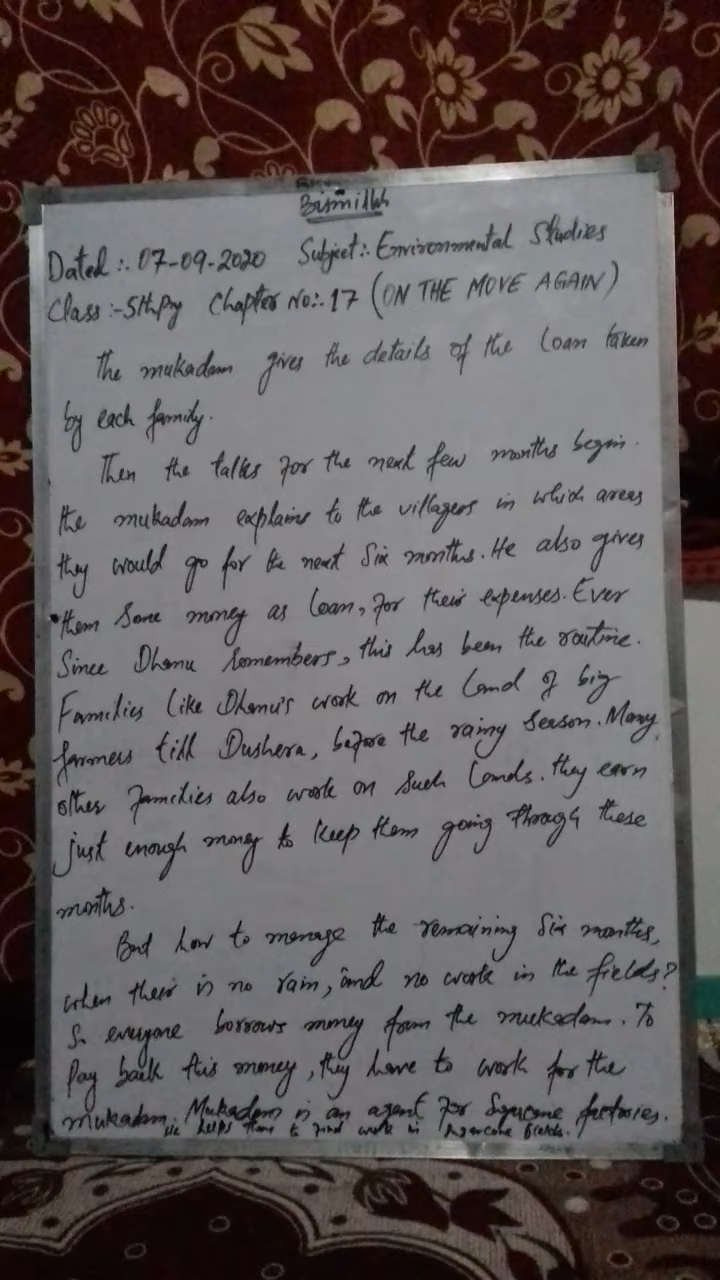 Bismillah
Dated :. 07-09-2020 Subject:. Environmental Studies
Class :- 5th Pry Chapter No:. 17 (ON THE MOVE AGAIN)
The mukadam gives the details of the loan taken
by each family.
Then the talks for the next few months begin.
the mukadam explains to the villagers in which areas
they would go for the next six months. He also gives
them some money as loan, for their expenses. Ever
Since Dhanu remembers, this has been the routine.
Families like Dhanu's work on the land of big
farmers till Dushera, before the rainy season. Many
other families also work on such lands. they earn
just enough money to keep them going through these
months.
But how to manage the remaining six months,
when their is no rain, and no work in the fields?
So everyone borrows money from the mukadam. To
Pay back this money, they have to work for the
mukadam. Mukadam is an agent for Sgucane factories.
He helps them to find work in Sugarcane fields.